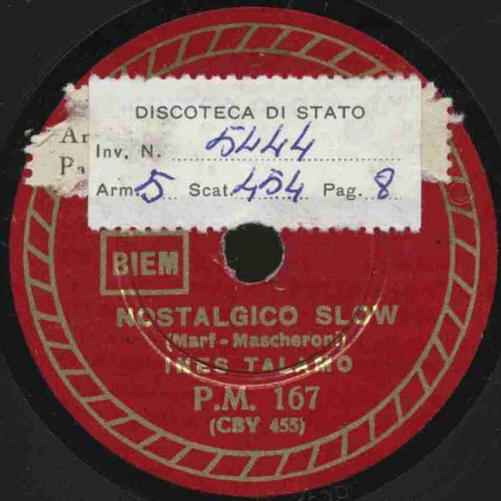 DISCOTECA DI STATO
Inv. N. 5444
Arm. 5 Scat. 454 Pag. 8
BIEM
NOSTALGICO SLOW
(Marf - Mascheroni)
INES TALAMO
P.M. 167
(CBY 455)